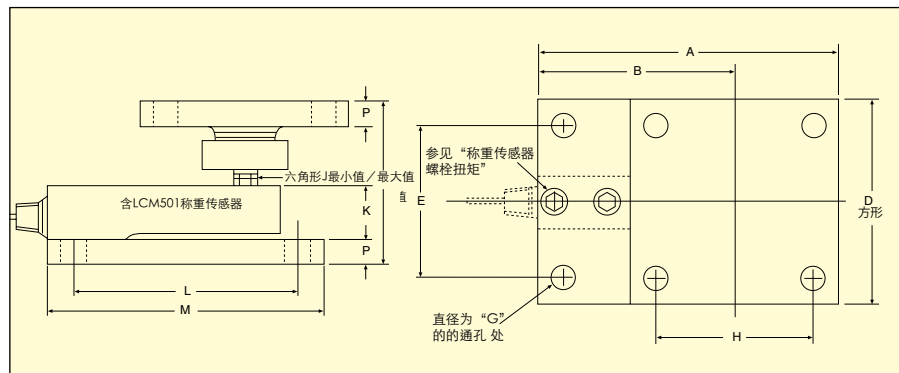 P
六角形J最小值／最大值
值
含LCM501称重传感器
K
P
L
M
A
B
参见“称重传感器
螺栓扭矩”
E
D
方形
直径为“G”
的的通孔 处
H